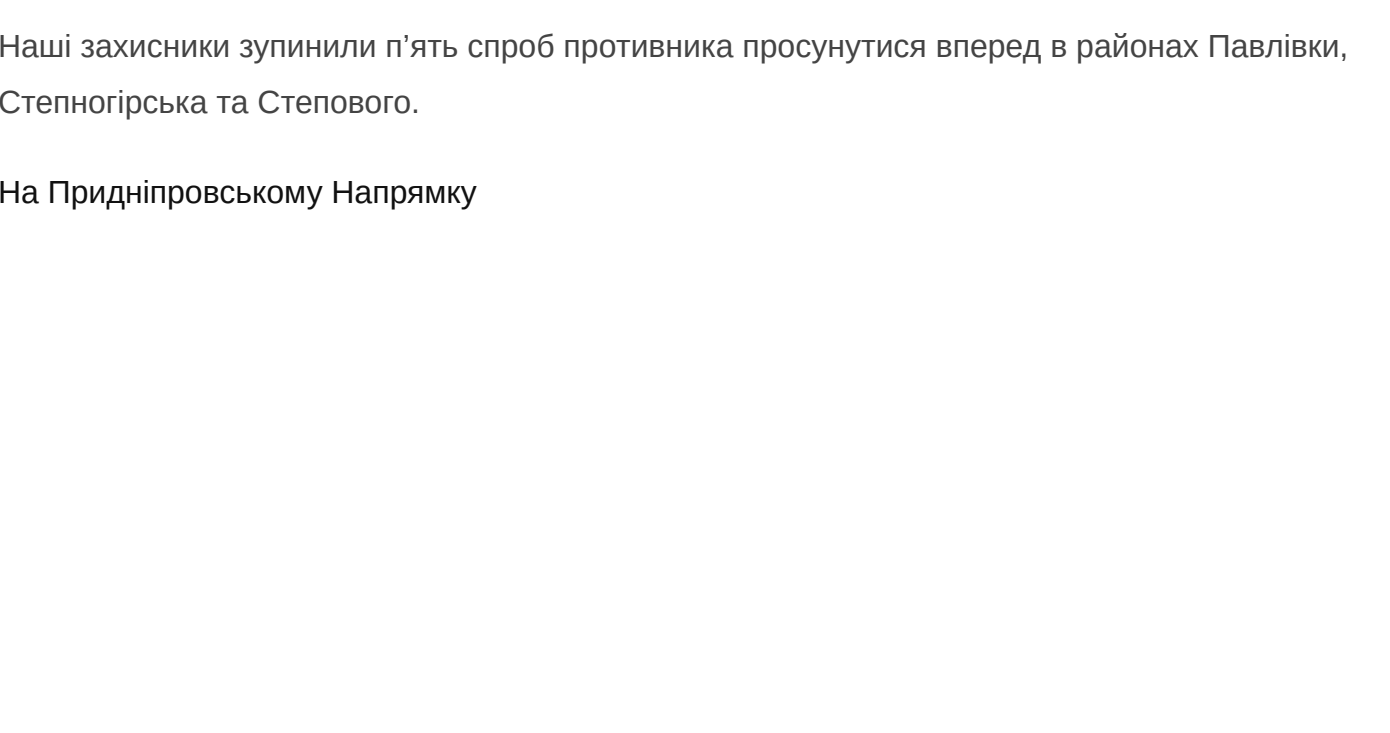 Наші захисники зупинили п’ять спроб противника просунутися вперед в районах Павлівки,
Степногірська та Степового.
На Придніпровському Напрямку